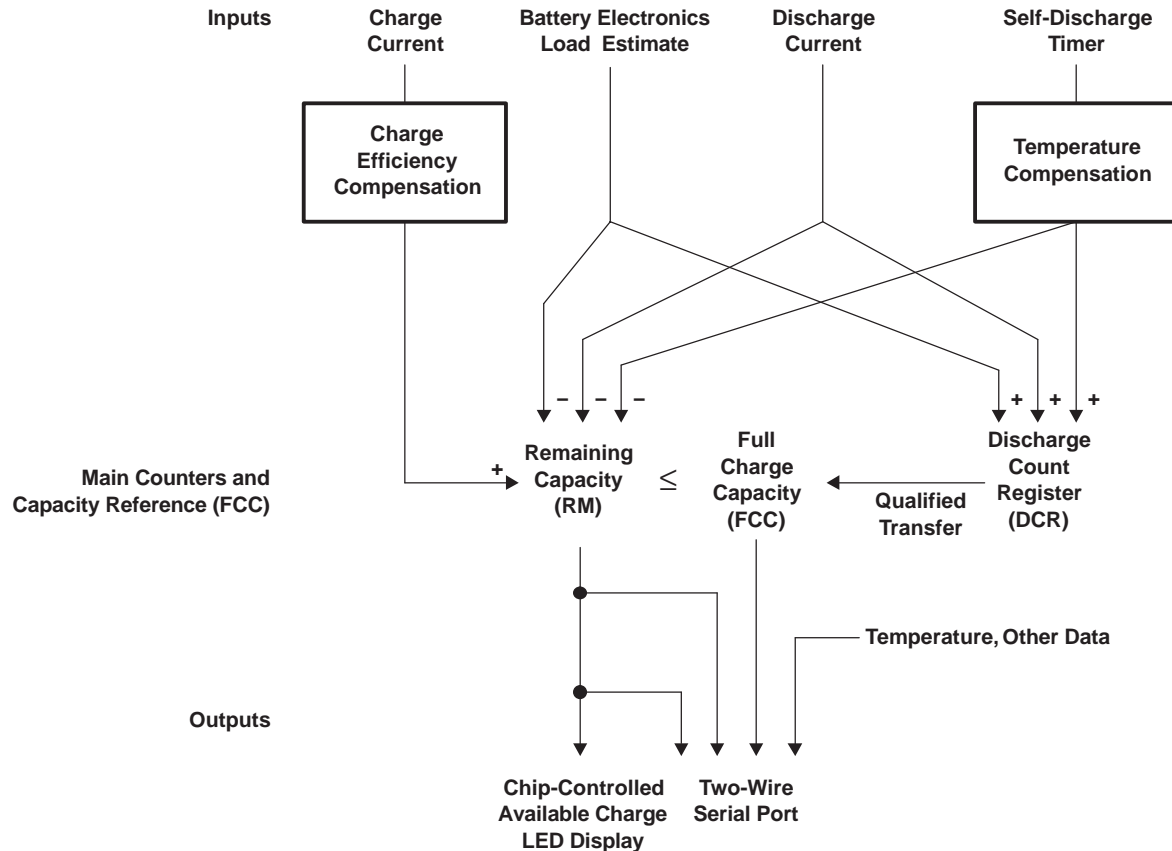 Inputs
Charge
Current
Battery Electronics
Load Estimate
Discharge
Current
Self-Discharge
Timer
Charge
Efficiency
Compensation
Temperature
Compensation
– – –
+ + +
Main Counters and
Capacity Reference (FCC)
+
Remaining
Capacity
(RM)
≤
Full
Charge
Capacity
(FCC)
Qualified
Transfer
Discharge
Count
Register
(DCR)
Temperature, Other Data
Outputs
Chip-Controlled
Available Charge
LED Display
Two-Wire
Serial Port